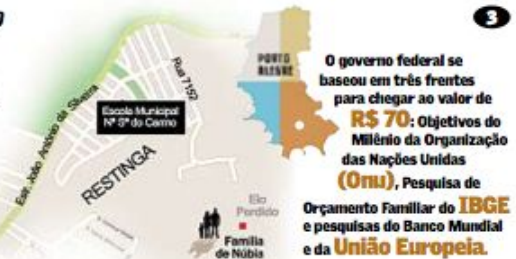 3
PORTO
ALEGRE
O governo federal se
baseou em três frentes
para chegar ao valor de
R$ 70: Objetivos do
Milênio da Organização
das Nações Unidas
(Onu), Pesquisa de
Orçamento Familiar do IBGE
e pesquisas do Banco Mundial
e da União Europeia.
Rua 7152
Estr. João Antônio da Silveira
Escola Municipal
Nª Sª do Carmo
RESTINGA
Elo
Perdido
Família
de Núbia